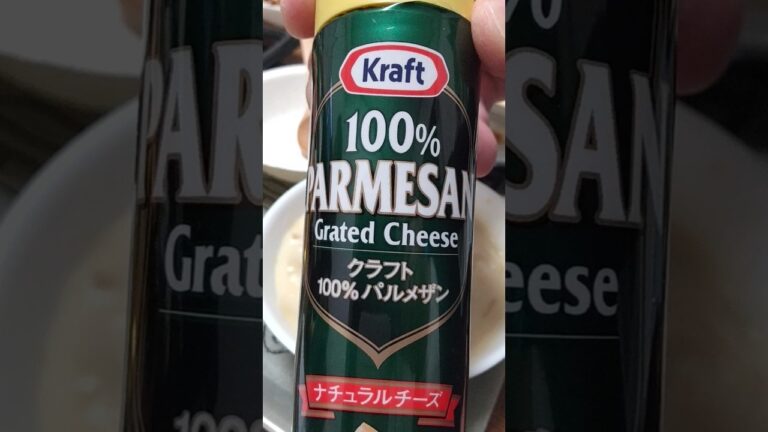 Kraft
100%
PARMESAN
Grated Cheese
クラフト
100% パルメザン
ナチュラルチーズ